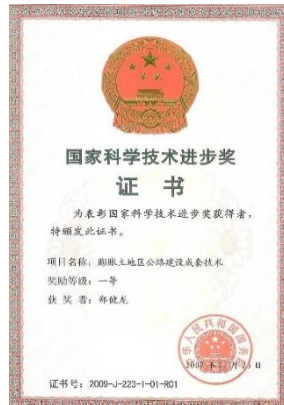 国家科学技术进步奖
证书
为表彰国家科学技术进步奖获得者，
特颁发此证书。
项目名称：膨胀土地区公路建设成套技术
奖励等级：一等
获奖者：郑健龙
证书号：2009-J-223-1-01-R01